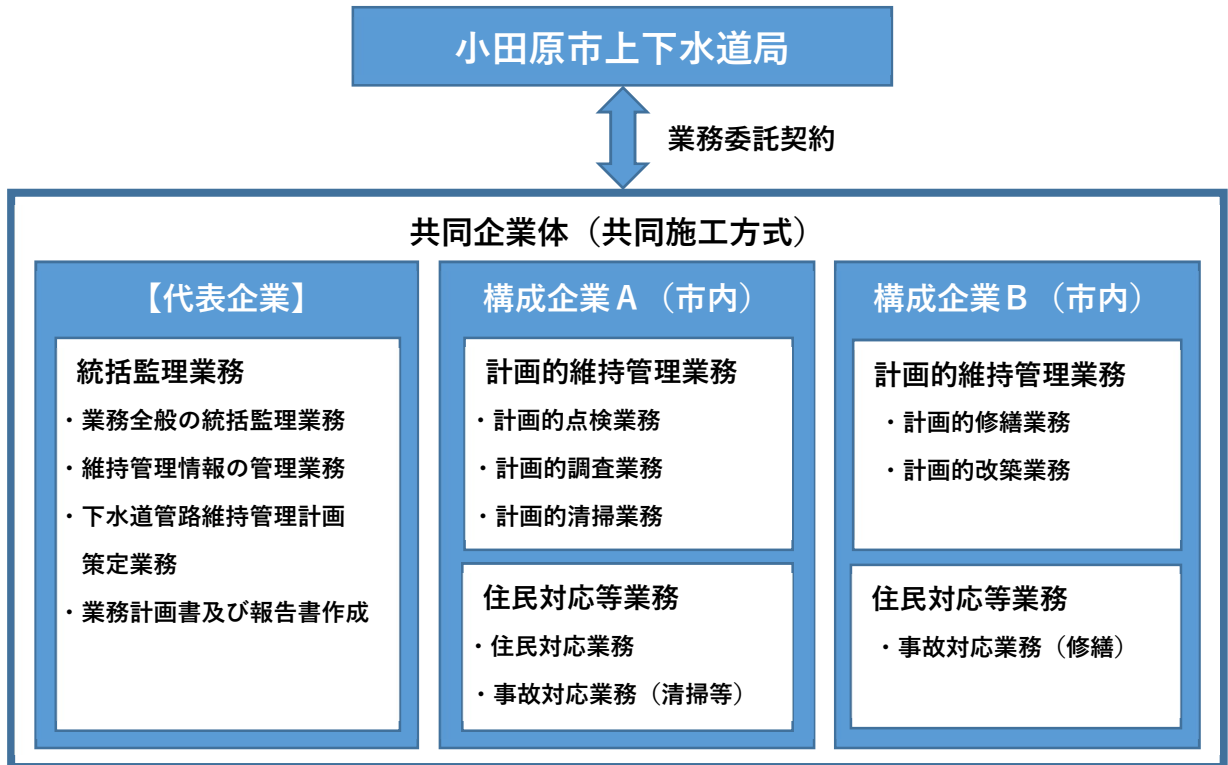 小田原市上下水道局
業務委託契約
共同企業体（共同施工方式）
【代表企業】
統括監理業務
・業務全般の統括監理業務
・維持管理情報の管理業務
・下水道管路維持管理計画
策定業務
・業務計画書及び報告書作成
構成企業Ａ（市内）
計画的維持管理業務
・計画的点検業務
・計画的調査業務
・計画的清掃業務
住民対応等業務
・住民対応業務
・事故対応業務（清掃等）
構成企業Ｂ（市内）
計画的維持管理業務
・計画的修繕業務
・計画的改築業務
住民対応等業務
・事故対応業務（修繕）